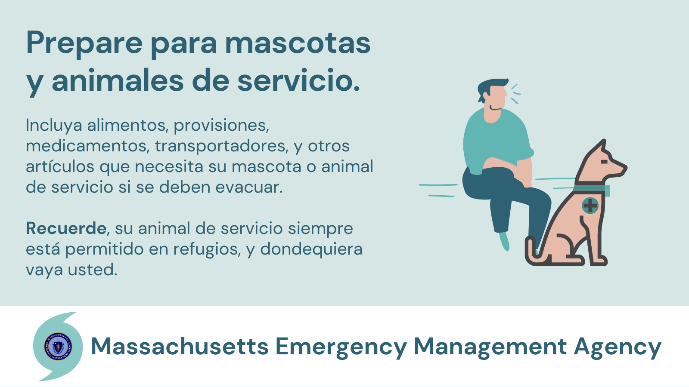 Prepare para mascotas
y animales de servicio.
Incluya alimentos, provisiones,
medicamentos, transportadores, y otros
artículos que necesita su mascota o animal
de servicio si se deben evacuar.
Recuerde, su animal de servicio siempre
está permitido en refugios, y dondequiera
vaya usted.
Massachusetts Emergency Management Agency